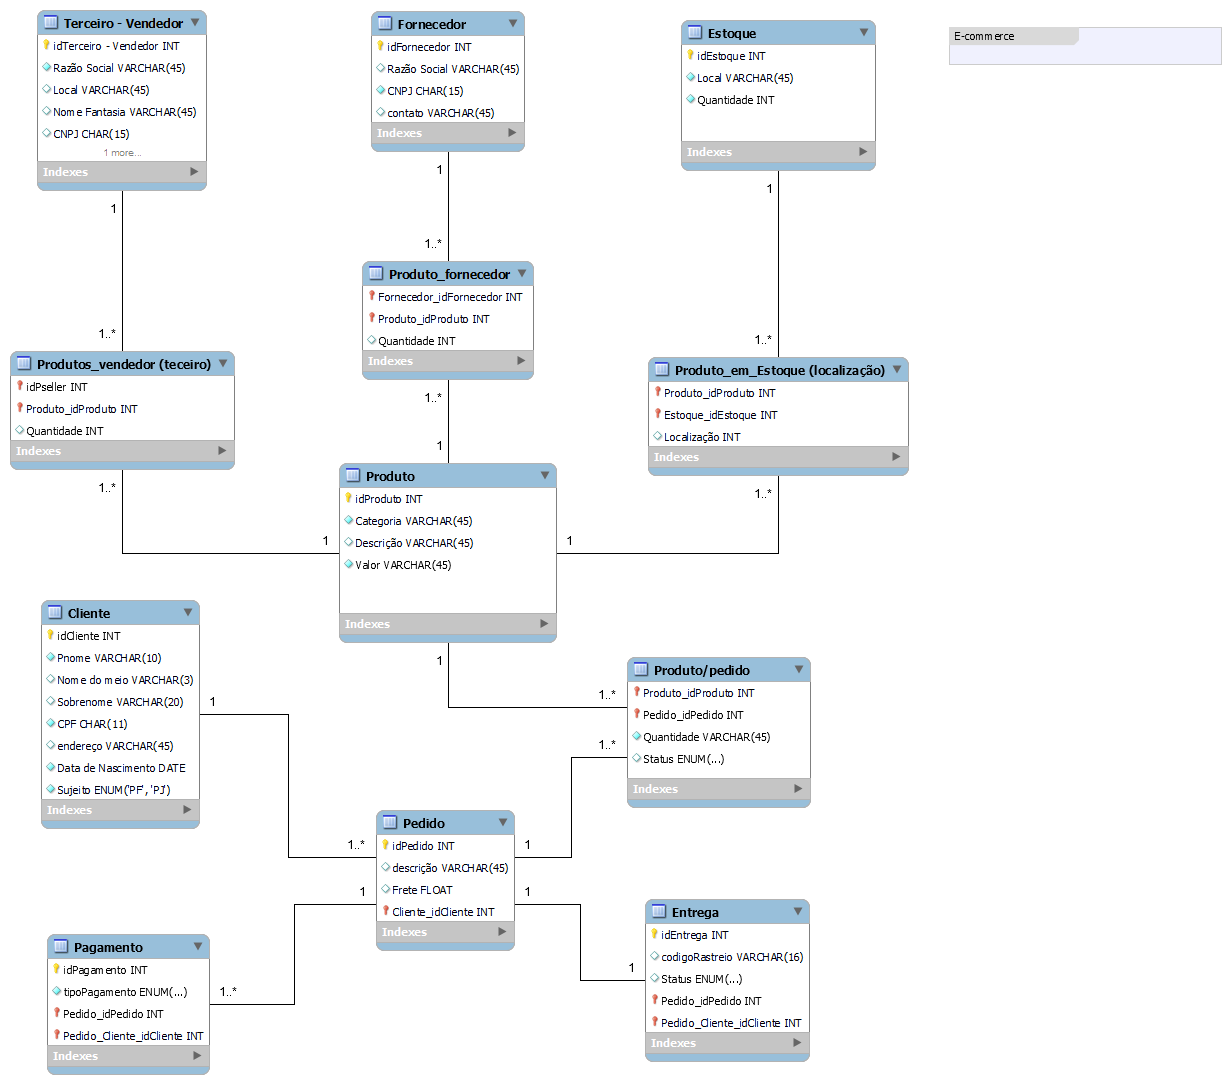 Terceiro - Vendedor
idTerceiro - Vendedor INT
Razão Social VARCHAR(45)
Local VARCHAR(45)
Nome Fantasia VARCHAR(45)
CNPJ CHAR(15)
1 more...
Indexes
Fornecedor
idFornecedor INT
Razão Social VARCHAR(45)
CNPJ CHAR(15)
contato VARCHAR(45)
Indexes
Estoque
idEstoque INT
Local VARCHAR(45)
Quantidade INT
Indexes
E-commerce
1
1..*
1
1..*
1
1..*
Produto_fornecedor
Fornecedor_idFornecedor INT
Produto_idProduto INT
Quantidade INT
Indexes
Produtos_vendedor (teceiro)
idPseller INT
Produto_idProduto INT
Quantidade INT
Indexes
Produto_em_Estoque (localização)
Produto_idProduto INT
Estoque_idEstoque INT
Localização INT
Indexes
1..*
1
1..*
1
1..*
1
Produto
idProduto INT
Categoria VARCHAR(45)
Descrição VARCHAR(45)
Valor VARCHAR(45)
Indexes
Cliente
idCliente INT
Pnome VARCHAR(10)
Nome do meio VARCHAR(3)
Sobrenome VARCHAR(20)
CPF CHAR(11)
endereço VARCHAR(45)
Data de Nascimento DATE
Sujeito ENUM('PF', 'PJ')
Indexes
1
1..*
1
1..*
Produto/pedido
Produto_idProduto INT
Pedido_idPedido INT
Quantidade VARCHAR(45)
Status ENUM(...)
Indexes
1..*
1
Pedido
idPedido INT
descrição VARCHAR(45)
Frete FLOAT
Cliente_idCliente INT
Indexes
1
1..*
1
1
Pagamento
idPagamento INT
tipoPagamento ENUM(...)
Pedido_idPedido INT
Pedido_Cliente_idCliente INT
Indexes
Entrega
idEntrega INT
codigoRastreio VARCHAR(16)
Status ENUM(...)
Pedido_idPedido INT
Pedido_Cliente_idCliente INT
Indexes